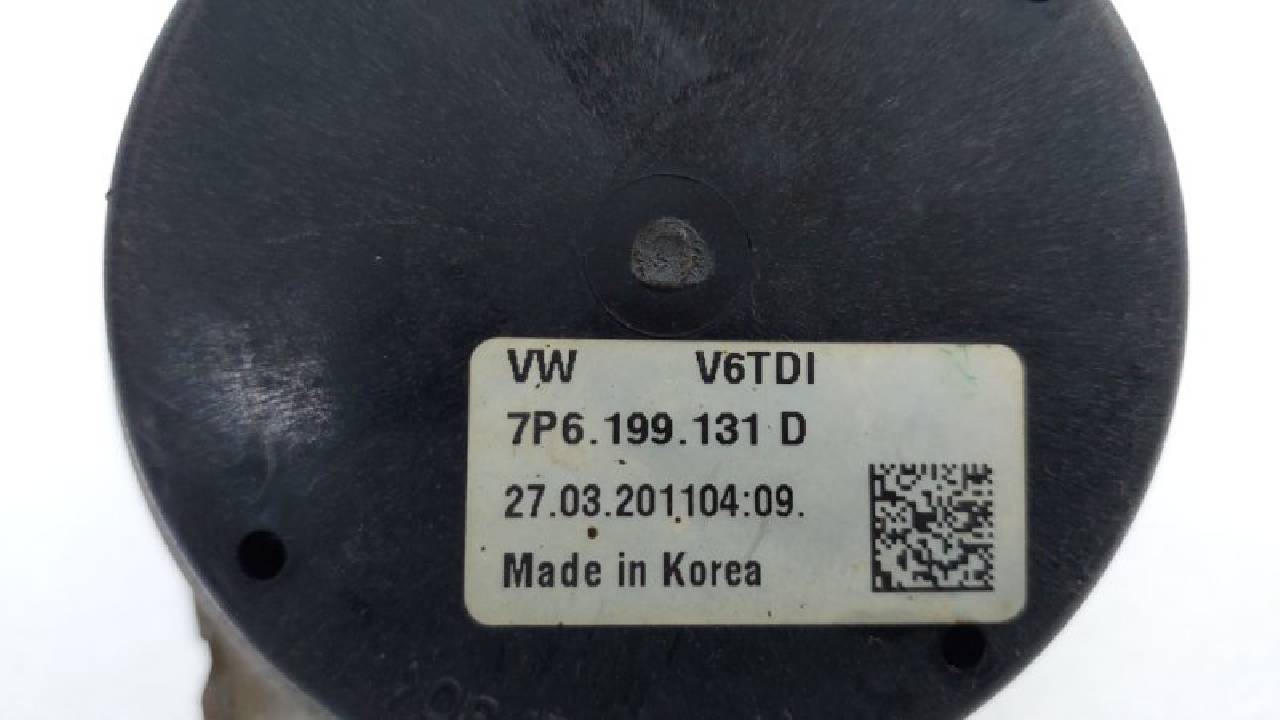 VW V6TDI
7P6.199.131 D
27.03.201104:09.
Made in Korea